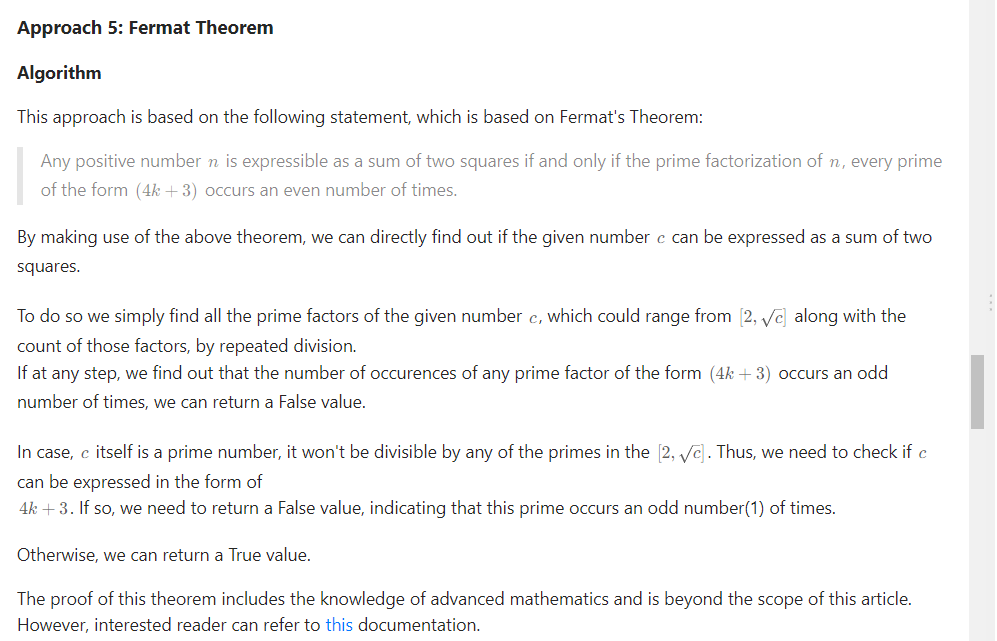 Approach 5: Fermat Theorem
Algorithm
This approach is based on the following statement, which is based on Fermat's Theorem:
Any positive number n is expressible as a sum of two squares if and only if the prime factorization of n, every prime
of the form (4k + 3) occurs an even number of times.
By making use of the above theorem, we can directly find out if the given number c can be expressed as a sum of two
squares.
To do so we simply find all the prime factors of the given number c, which could range from [2, √c] along with the
count of those factors, by repeated division.
If at any step, we find out that the number of occurences of any prime factor of the form (4k + 3) occurs an odd
number of times, we can return a False value.
In case, c itself is a prime number, it won't be divisible by any of the primes in the [2, √c]. Thus, we need to check if c
can be expressed in the form of
4k + 3. If so, we need to return a False value, indicating that this prime occurs an odd number(1) of times.
Otherwise, we can return a True value.
The proof of this theorem includes the knowledge of advanced mathematics and is beyond the scope of this article.
However, interested reader can refer to this documentation.